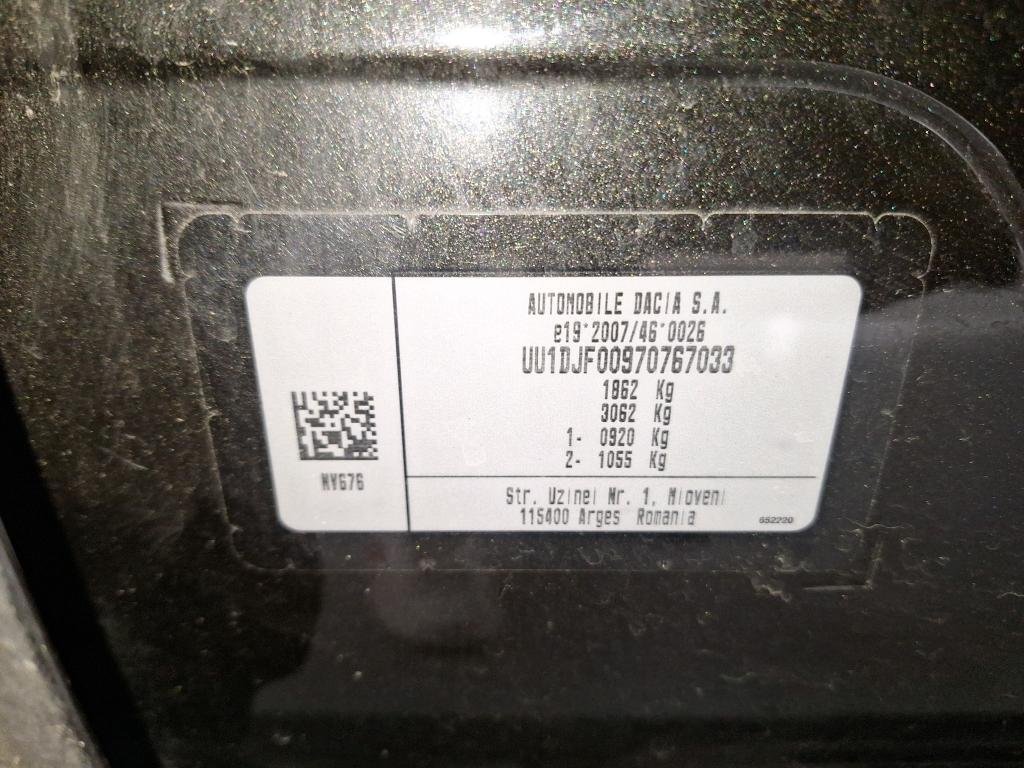 AUTOMOBILE DACIA S.A.
e19*2007/46*0026
UU1DJF00970767033
1862 Kg
3062 Kg
1- 0920 Kg
2- 1055 Kg
NV676
Str. Uzinei Nr. 1, Mioveni
115400 Arges Romania
652220